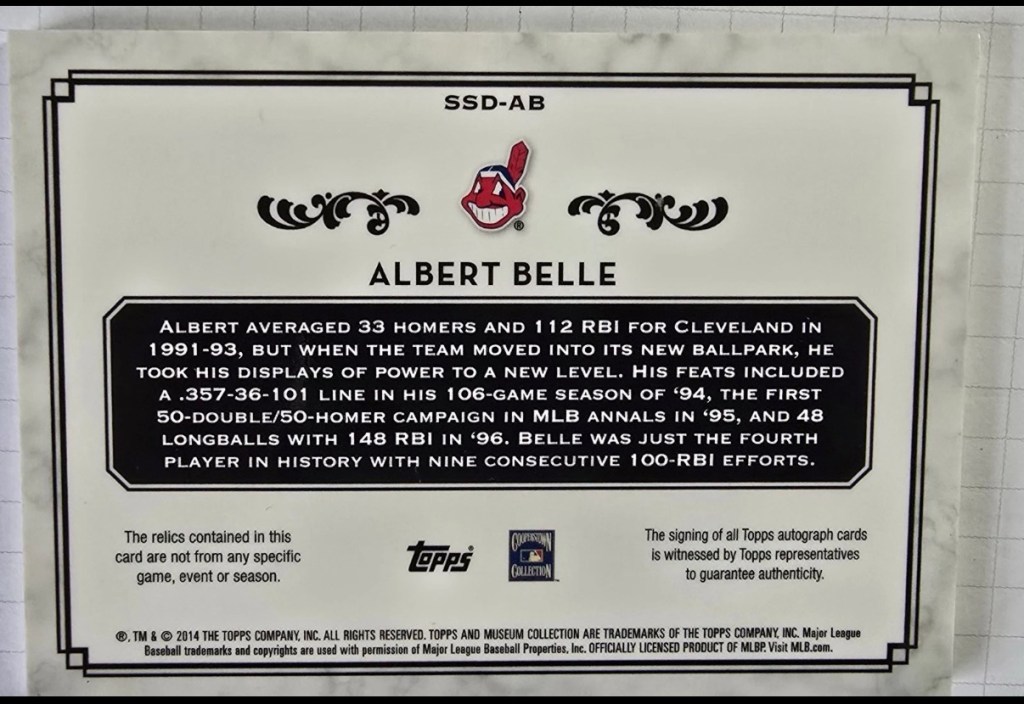 SSD-AB
ALBERT BELLE
ALBERT AVERAGED 33 HOMERS AND 112 RBI FOR CLEVELAND IN
1991-93, BUT WHEN THE TEAM MOVED INTO ITS NEW BALLPARK, HE
TOOK HIS DISPLAYS OF POWER TO A NEW LEVEL. HIS FEATS INCLUDED
A .357-36-101 LINE IN HIS 106-GAME SEASON OF ‘94, THE FIRST
50-DOUBLE/50-HOMER CAMPAIGN IN MLB ANNALS IN ‘95, AND 48
LONGBALLS WITH 148 RBI IN ‘96. BELLE WAS JUST THE FOURTH
PLAYER IN HISTORY WITH NINE CONSECUTIVE 100-RBI EFFORTS.
The relics contained in this
card are not from any specific
game, event or season.
topps
COOPERSTOWN
COLLECTION
The signing of all Topps autograph cards
is witnessed by Topps representatives
to guarantee authenticity.
®, TM & © 2014 THE TOPPS COMPANY, INC. ALL RIGHTS RESERVED. TOPPS AND MUSEUM COLLECTION ARE TRADEMARKS OF THE TOPPS COMPANY, INC. Major League
Baseball trademarks and copyrights are used with permission of Major League Baseball Properties, Inc. OFFICIALLY LICENSED PRODUCT OF MLBP. Visit MLB.com.